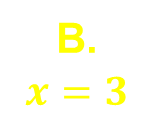 B.
x = 3